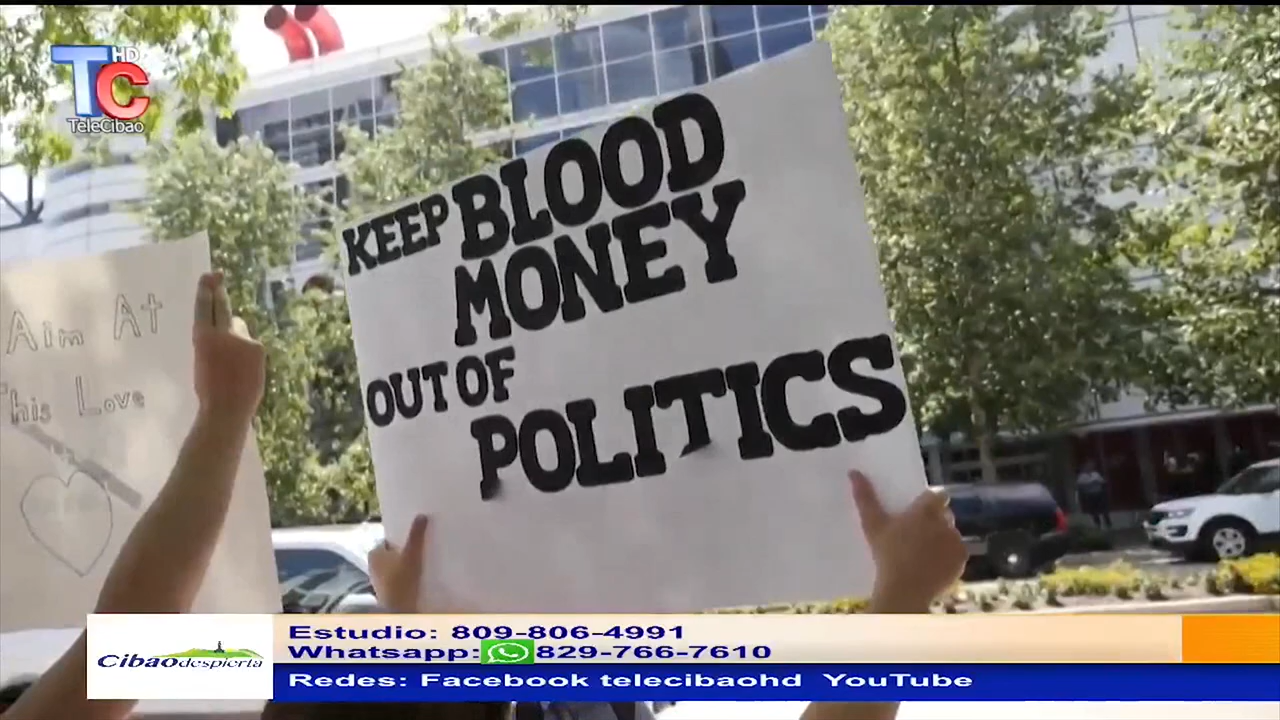 TC HD
TeleCibao
KEEP BLOOD
MONEY
OUT OF
POLITICS
Aim At
This Love
Cibao despierta
Estudio: 809-806-4991
Whatsapp: 829-766-7610
Redes: Facebook telecibaohd YouTube